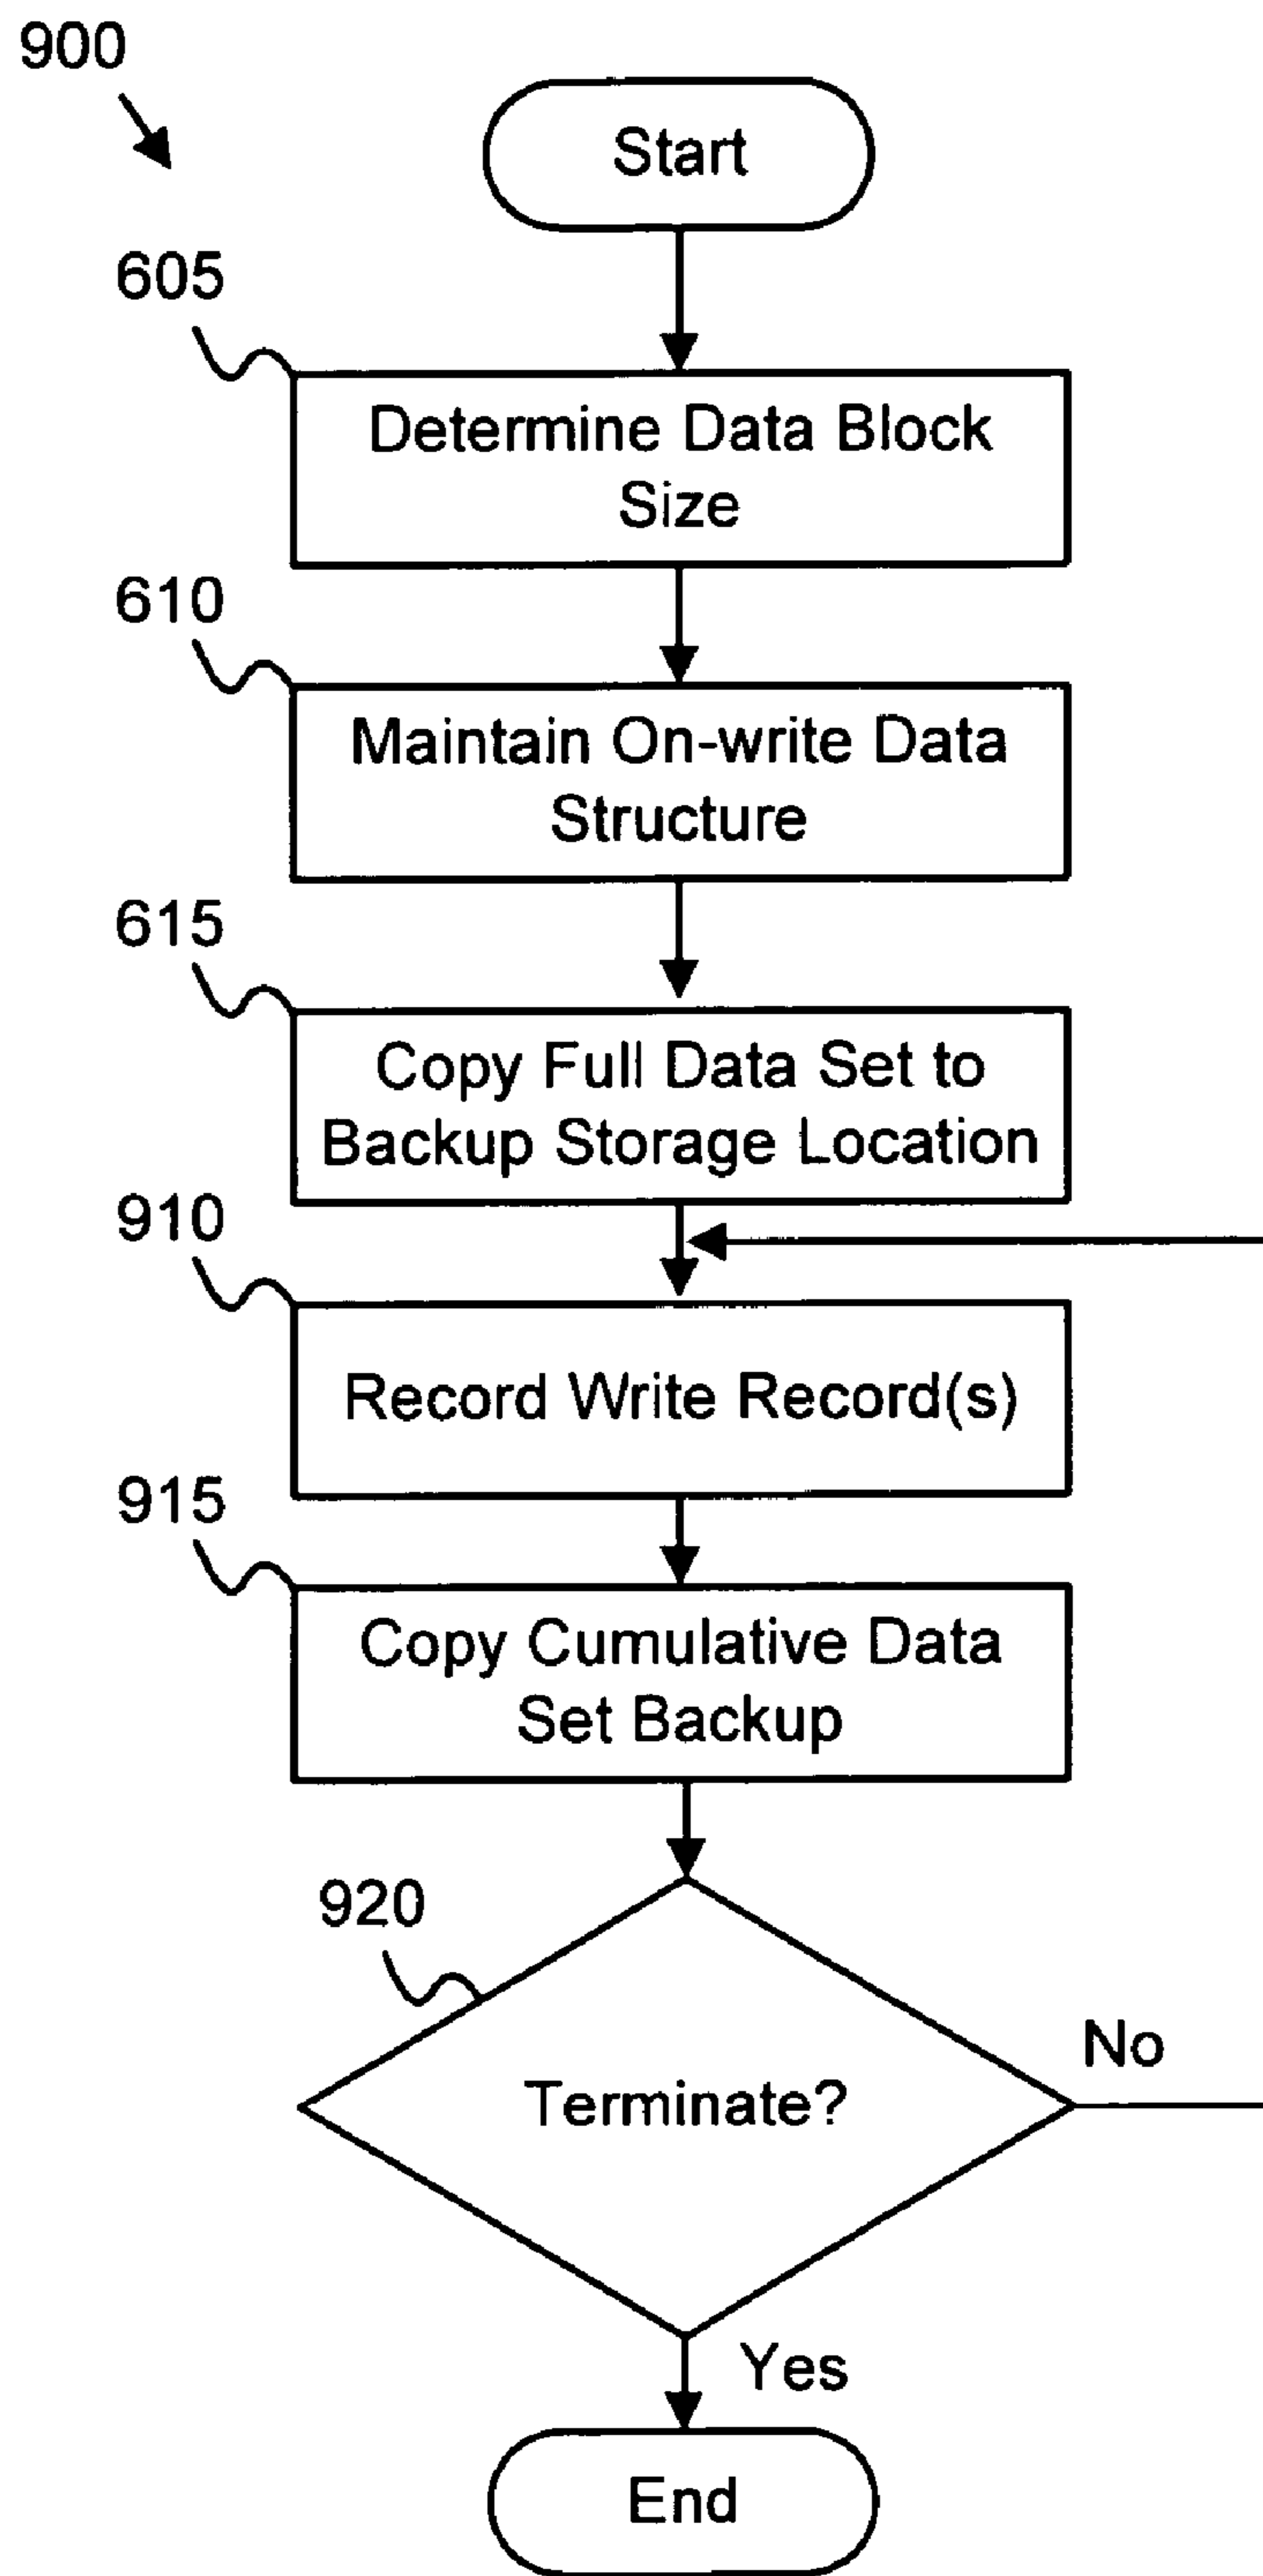 900
Start
605
Determine Data Block
Size
610
Maintain On-write Data
Structure
615
Copy Full Data Set to
Backup Storage Location
910
Record Write Record(s)
915
Copy Cumulative Data
Set Backup
920
Terminate?
No
Yes
End